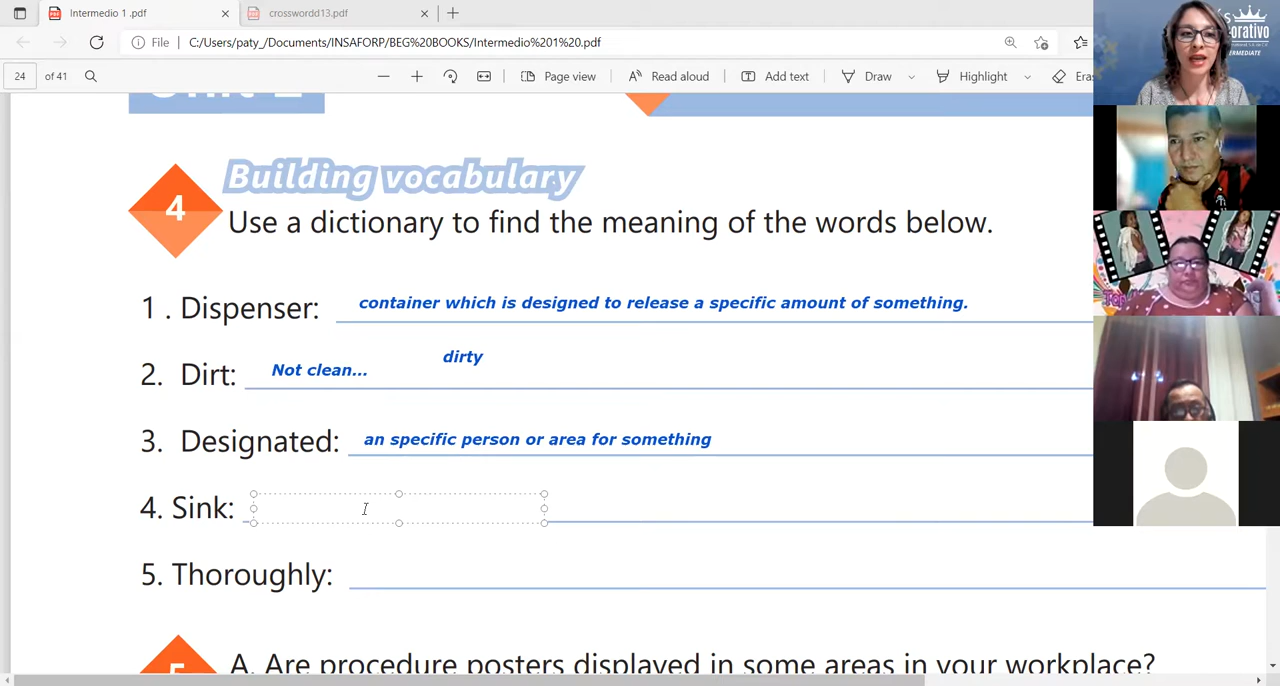 Intermedio 1 .pdf
crosswordd13.pdf
File
C:/Users/paty_/Documents/INSAFORP/BEG%20BOOKS/Intermedio%201%20.pdf
24 of 41
Page view
Read aloud
Add text
Draw
Highlight
Building vocabulary
4
Use a dictionary to find the meaning of the words below.
1 . Dispenser: container which is designed to release a specific amount of something.
dirty
2. Dirt: Not clean...
3. Designated: an specific person or area for something
4. Sink:
5. Thoroughly:
A. Are procedure posters displayed in some areas in your workplace?